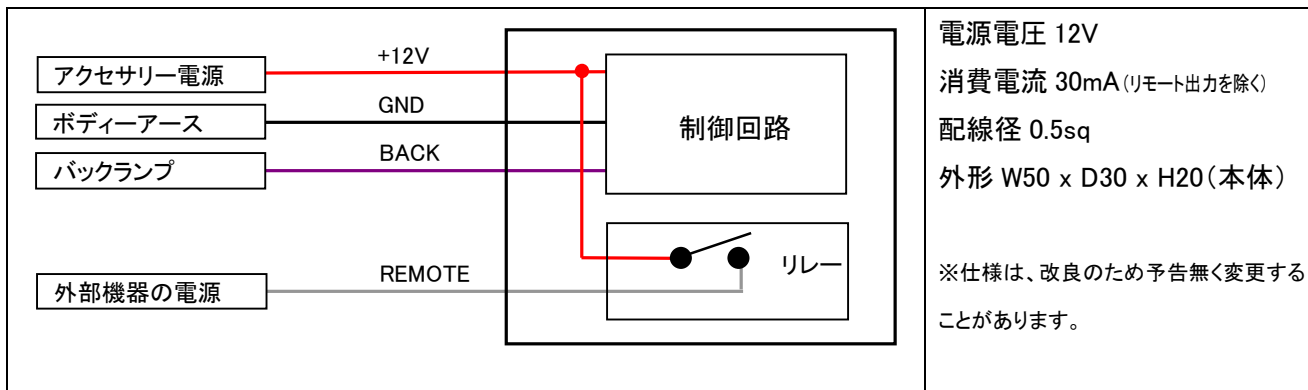 +12V
アクセサリー電源
GND
ボディーアース
BACK
バックランプ
制御回路
REMOTE
外部機器の電源
リレー
電源電圧 12V
消費電流 30mA(リモート出力を除く)
配線径 0.5sq
外形 W50 x D30 x H20(本体)
※仕様は、改良のため予告無く変更する
ことがあります。